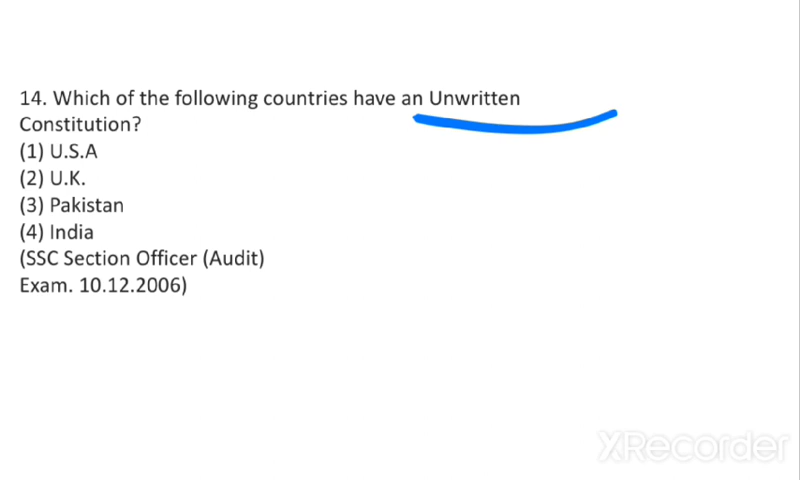 14. Which of the following countries have an Unwritten
Constitution?
(1) U.S.A
(2) U.K.
(3) Pakistan
(4) India
(SSC Section Officer (Audit)
Exam. 10.12.2006)
XRecorder